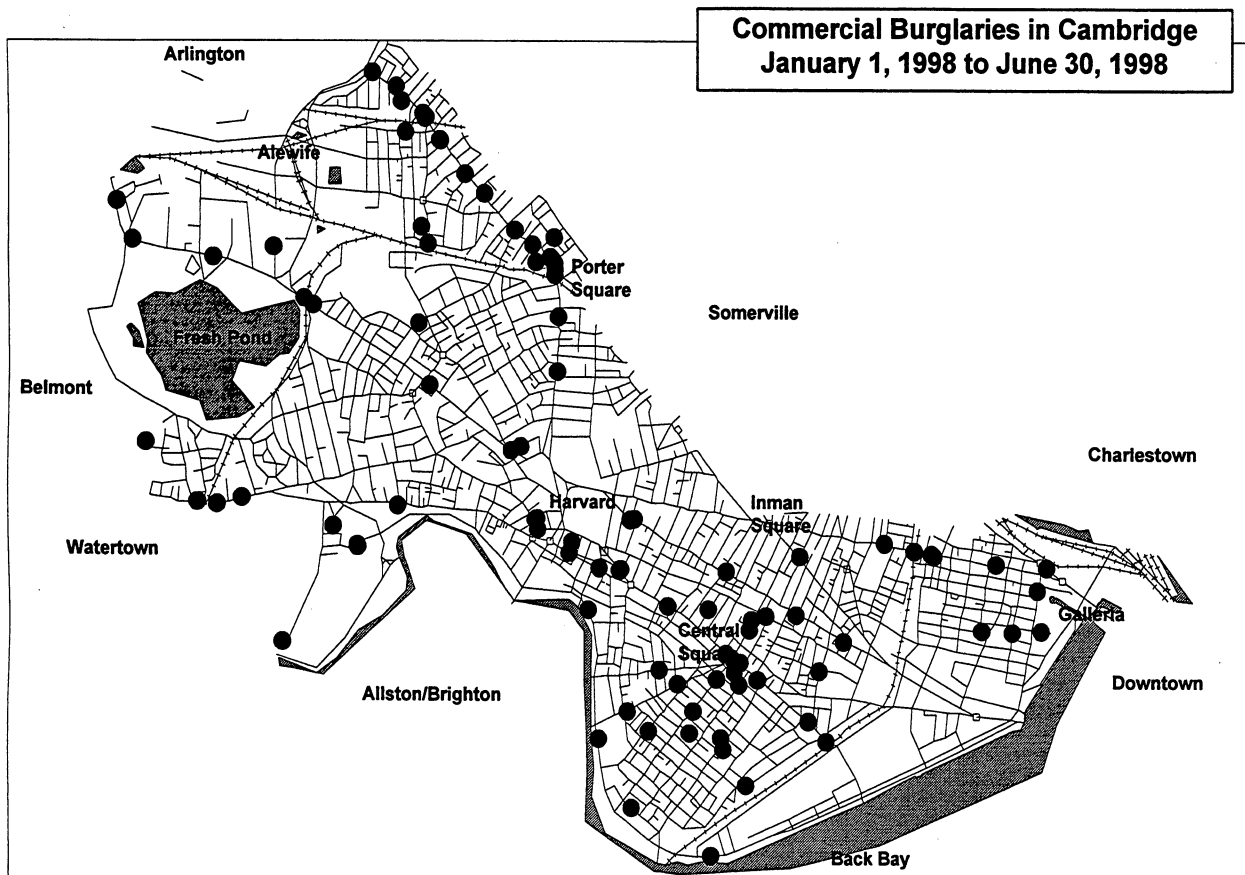 Commercial Burglaries in Cambridge
January 1, 1998 to June 30, 1998
Arlington
Alewife
Porter
Square
Somerville
Fresh Pond
Belmont
Charlestown
Harvard
Inman
Square
Watertown
Galleria
Central
Square
Allston/Brighton
Downtown
Back Bay